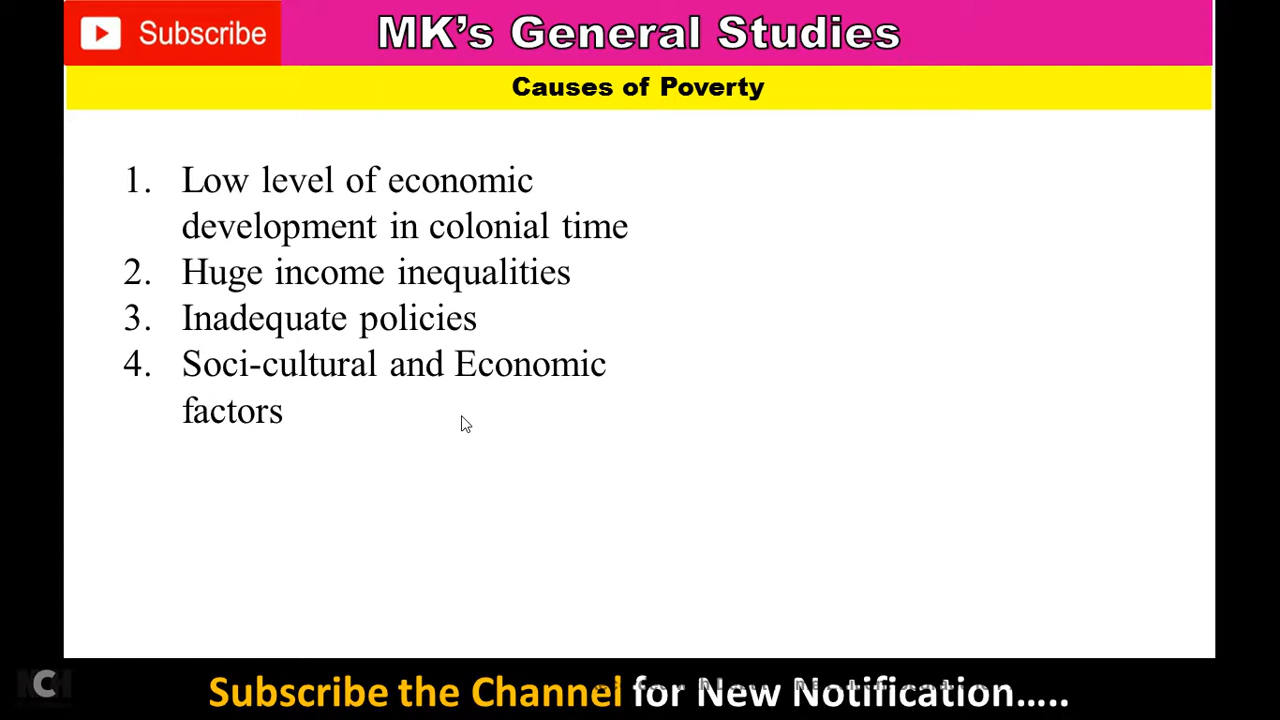 Subscribe
MK's General Studies
Causes of Poverty
1. Low level of economic
development in colonial time
2. Huge income inequalities
3. Inadequate policies
4. Soci-cultural and Economic
factors
Subscribe the Channel for New Notification.....